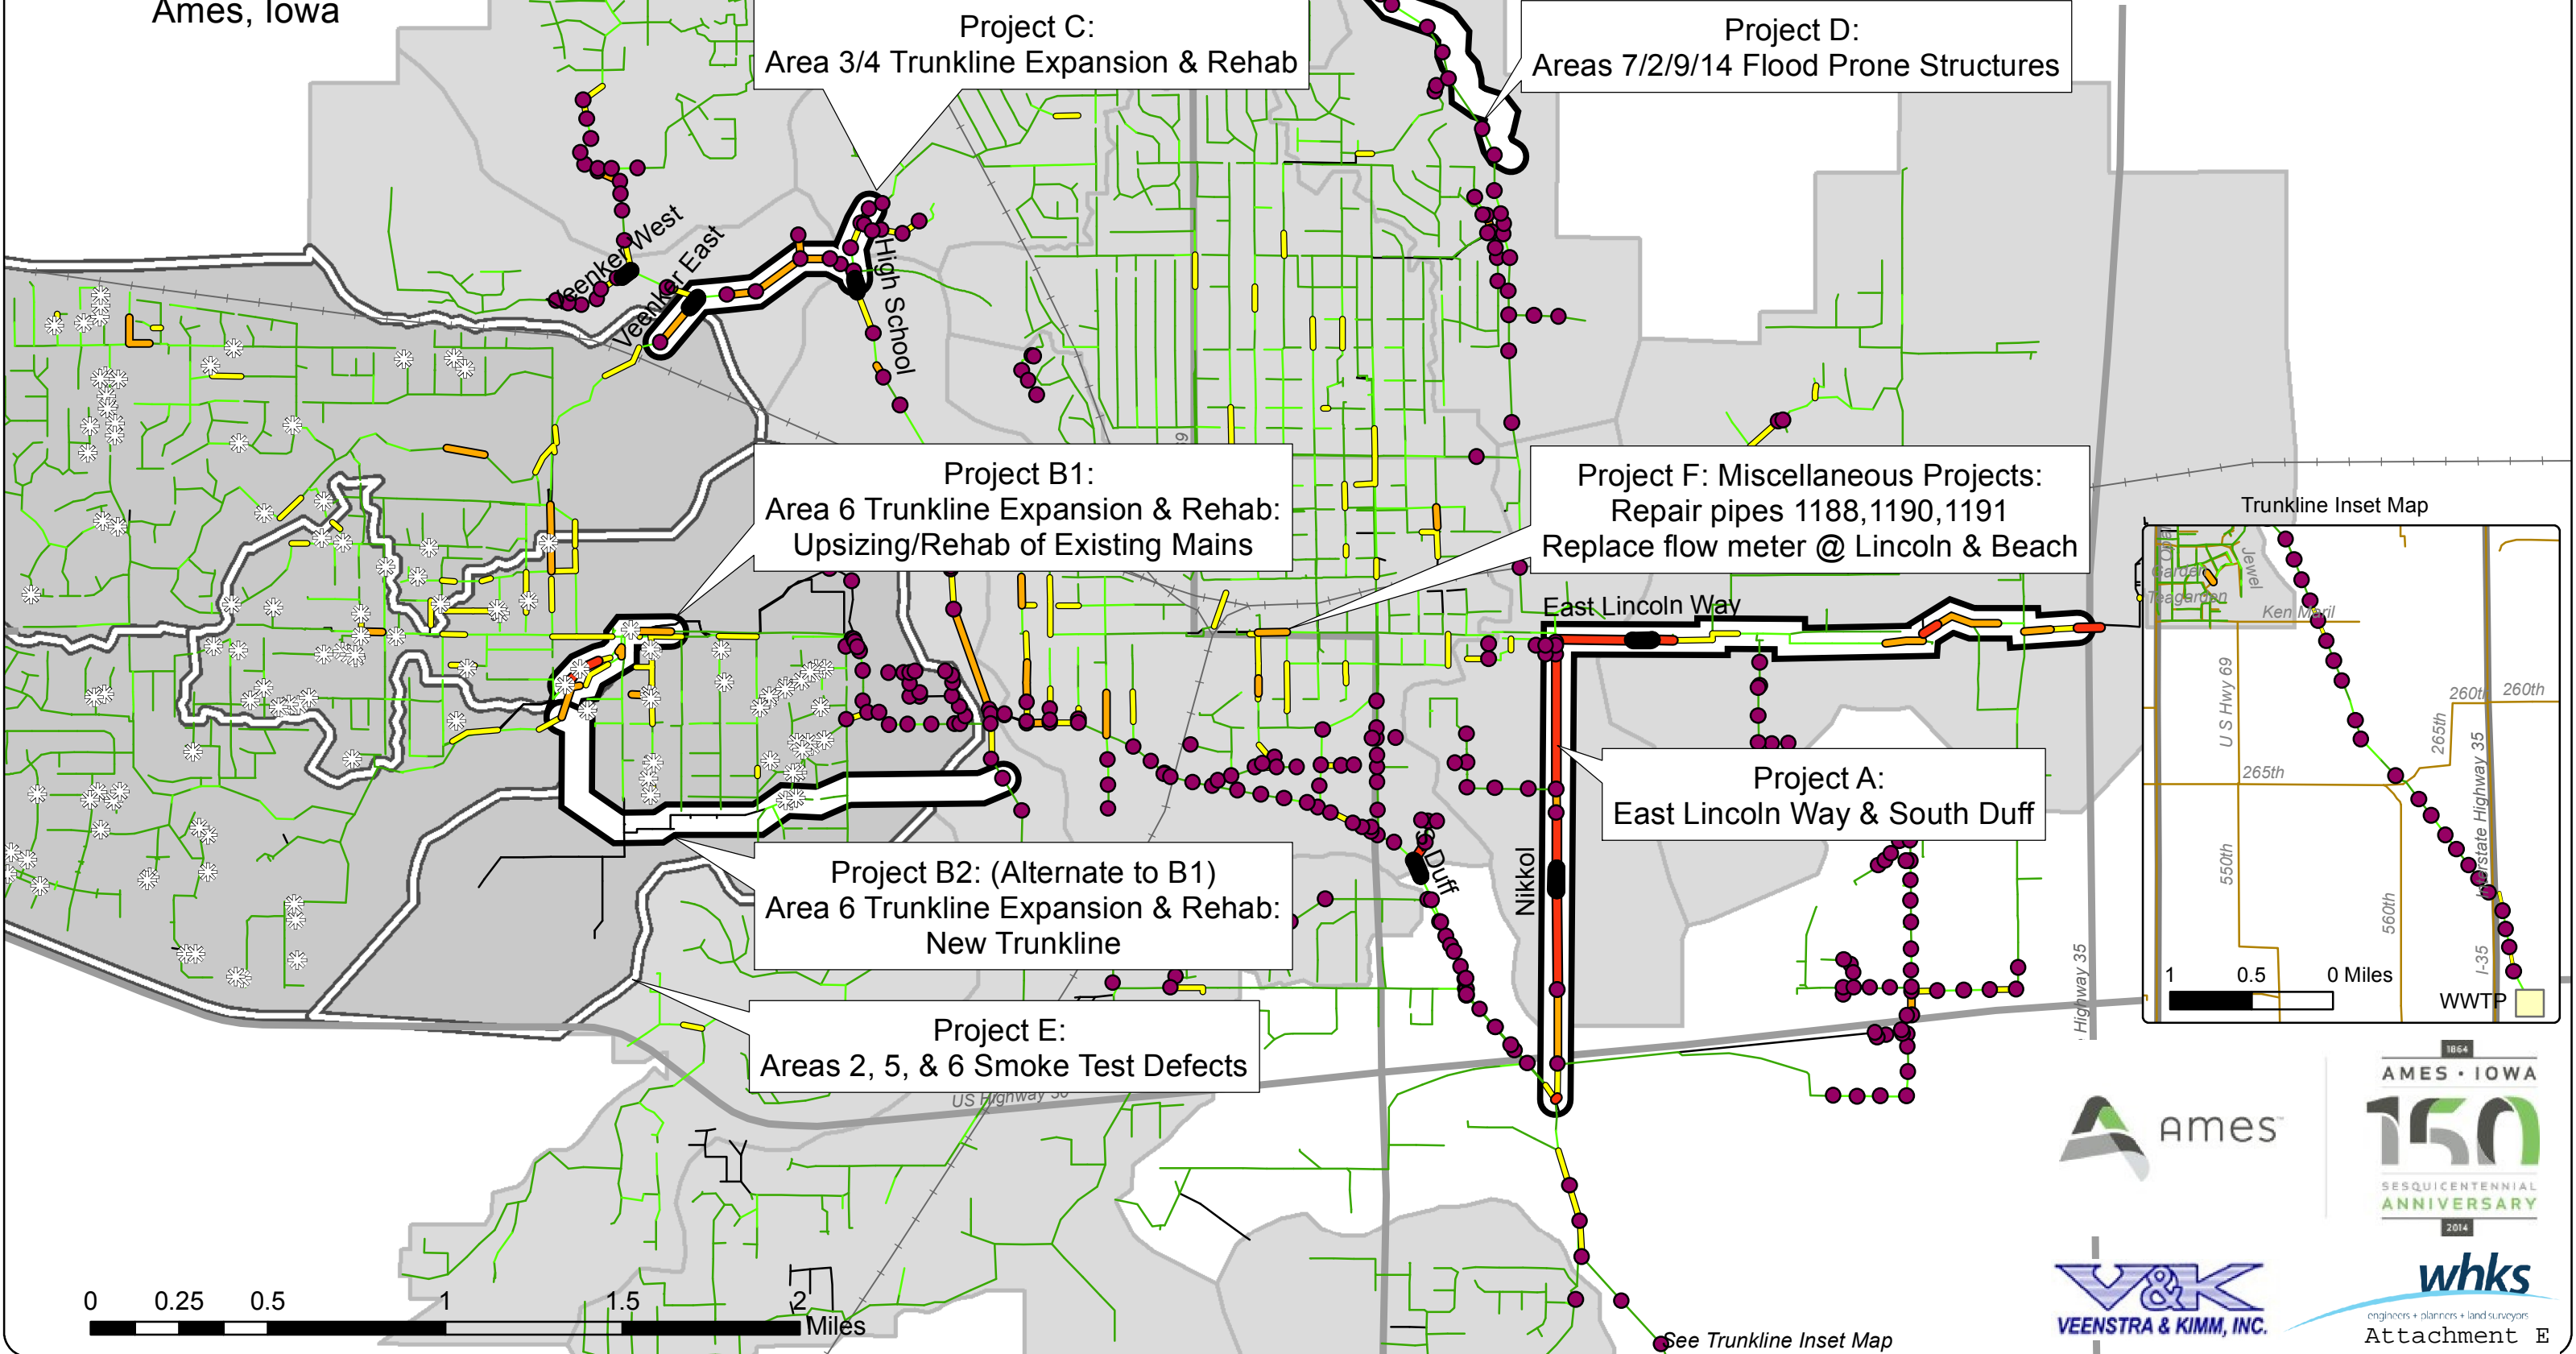 Ames, Iowa
Project C:
Area 3/4 Trunkline Expansion & Rehab
Project D:
Areas 7/2/9/14 Flood Prone Structures
Veenker West
Veenker East
High School
Project B1:
Area 6 Trunkline Expansion & Rehab:
Upsizing/Rehab of Existing Mains
Project F: Miscellaneous Projects:
Repair pipes 1188,1190,1191
Replace flow meter @ Lincoln & Beach
Trunkline Inset Map
Jewel
Garden
Teagarden
Ken Maril
U S Hwy 69
260th
260th
265th
265th
Interstate Highway 35
550th
560th
I-35
1 0.5 0 Miles
WWTP
East Lincoln Way
Project A:
East Lincoln Way & South Duff
Nikkol
S Duff
Project B2: (Alternate to B1)
Area 6 Trunkline Expansion & Rehab:
New Trunkline
Highway 35
Project E:
Areas 2, 5, & 6 Smoke Test Defects
US Highway 30
1864
AMES • IOWA
150
SESQUICENTENNIAL
ANNIVERSARY
2014
Ames™
V&K
VEENSTRA & KIMM, INC.
whks
engineers + planners + land surveyors
Attachment E
0 0.25 0.5 1 1.5 2
Miles
See Trunkline Inset Map